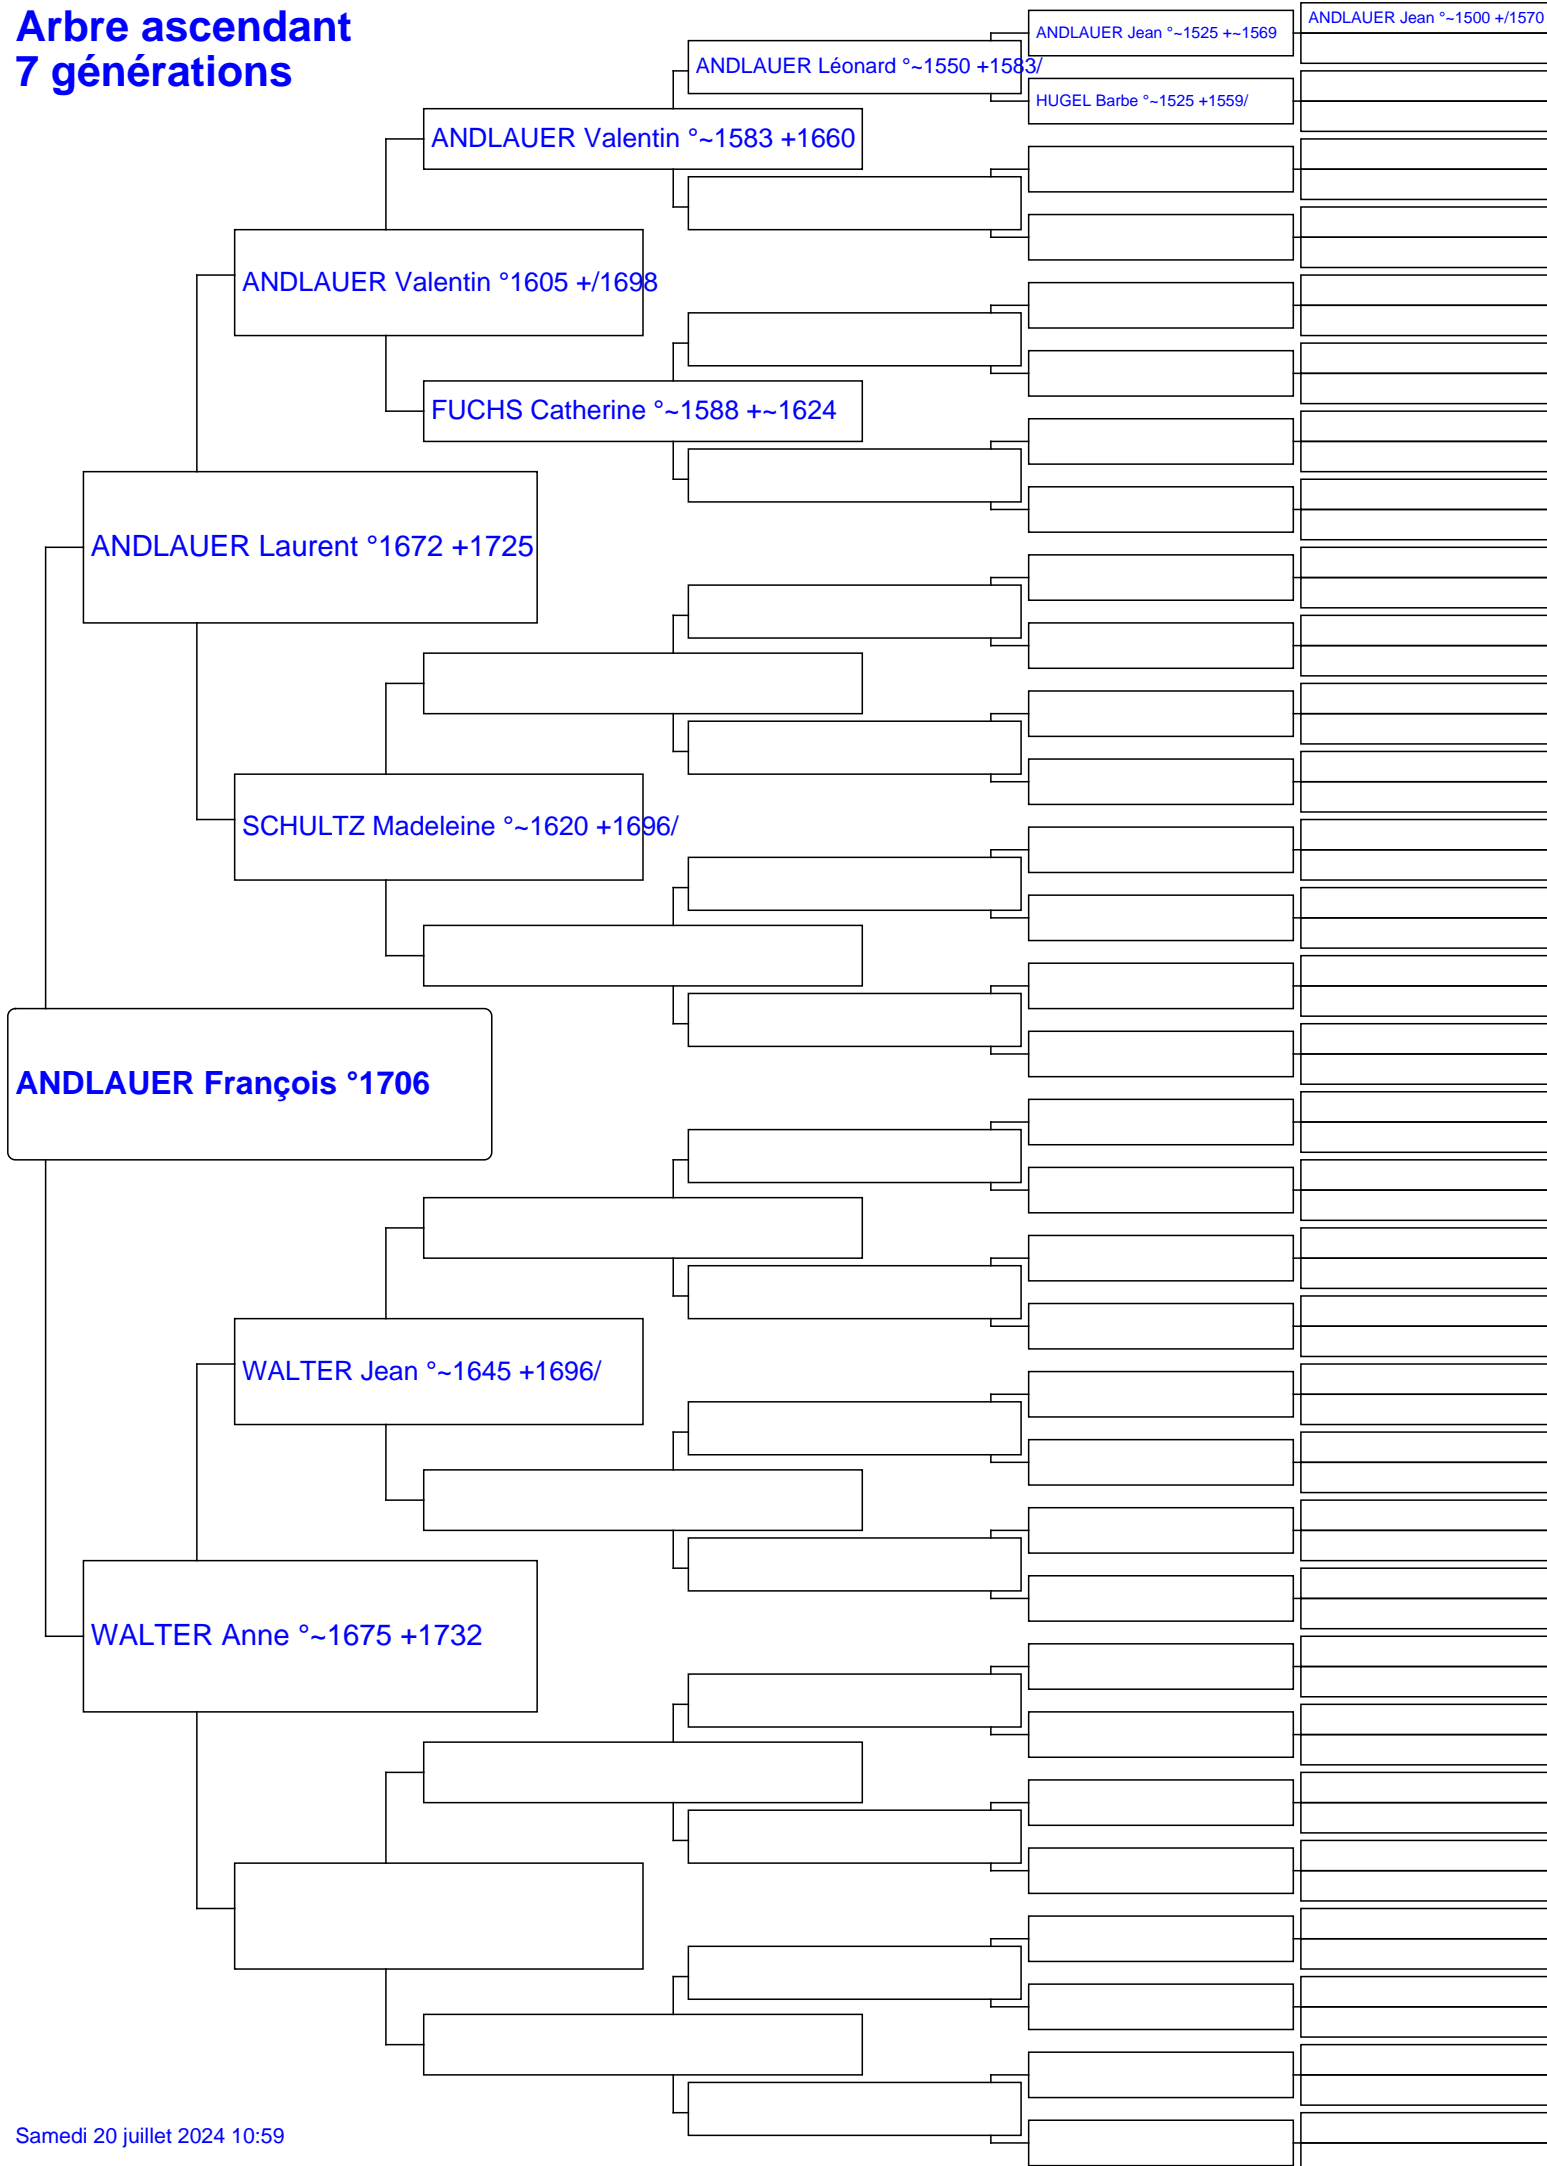 Arbre ascendant
7 générations
ANDLAUER Jean °~1500 +/1570
ANDLAUER Jean °~1525 +~1569
ANDLAUER Léonard °~1550 +1583/
HUGEL Barbe °~1525 +1559/
ANDLAUER Valentin °~1583 +1660
ANDLAUER Valentin °1605 +/1698
FUCHS Catherine °~1588 +~1624
ANDLAUER Laurent °1672 +1725
SCHULTZ Madeleine °~1620 +1696/
ANDLAUER François °1706
WALTER Jean °~1645 +1696/
WALTER Anne °~1675 +1732
Samedi 20 juillet 2024 10:59